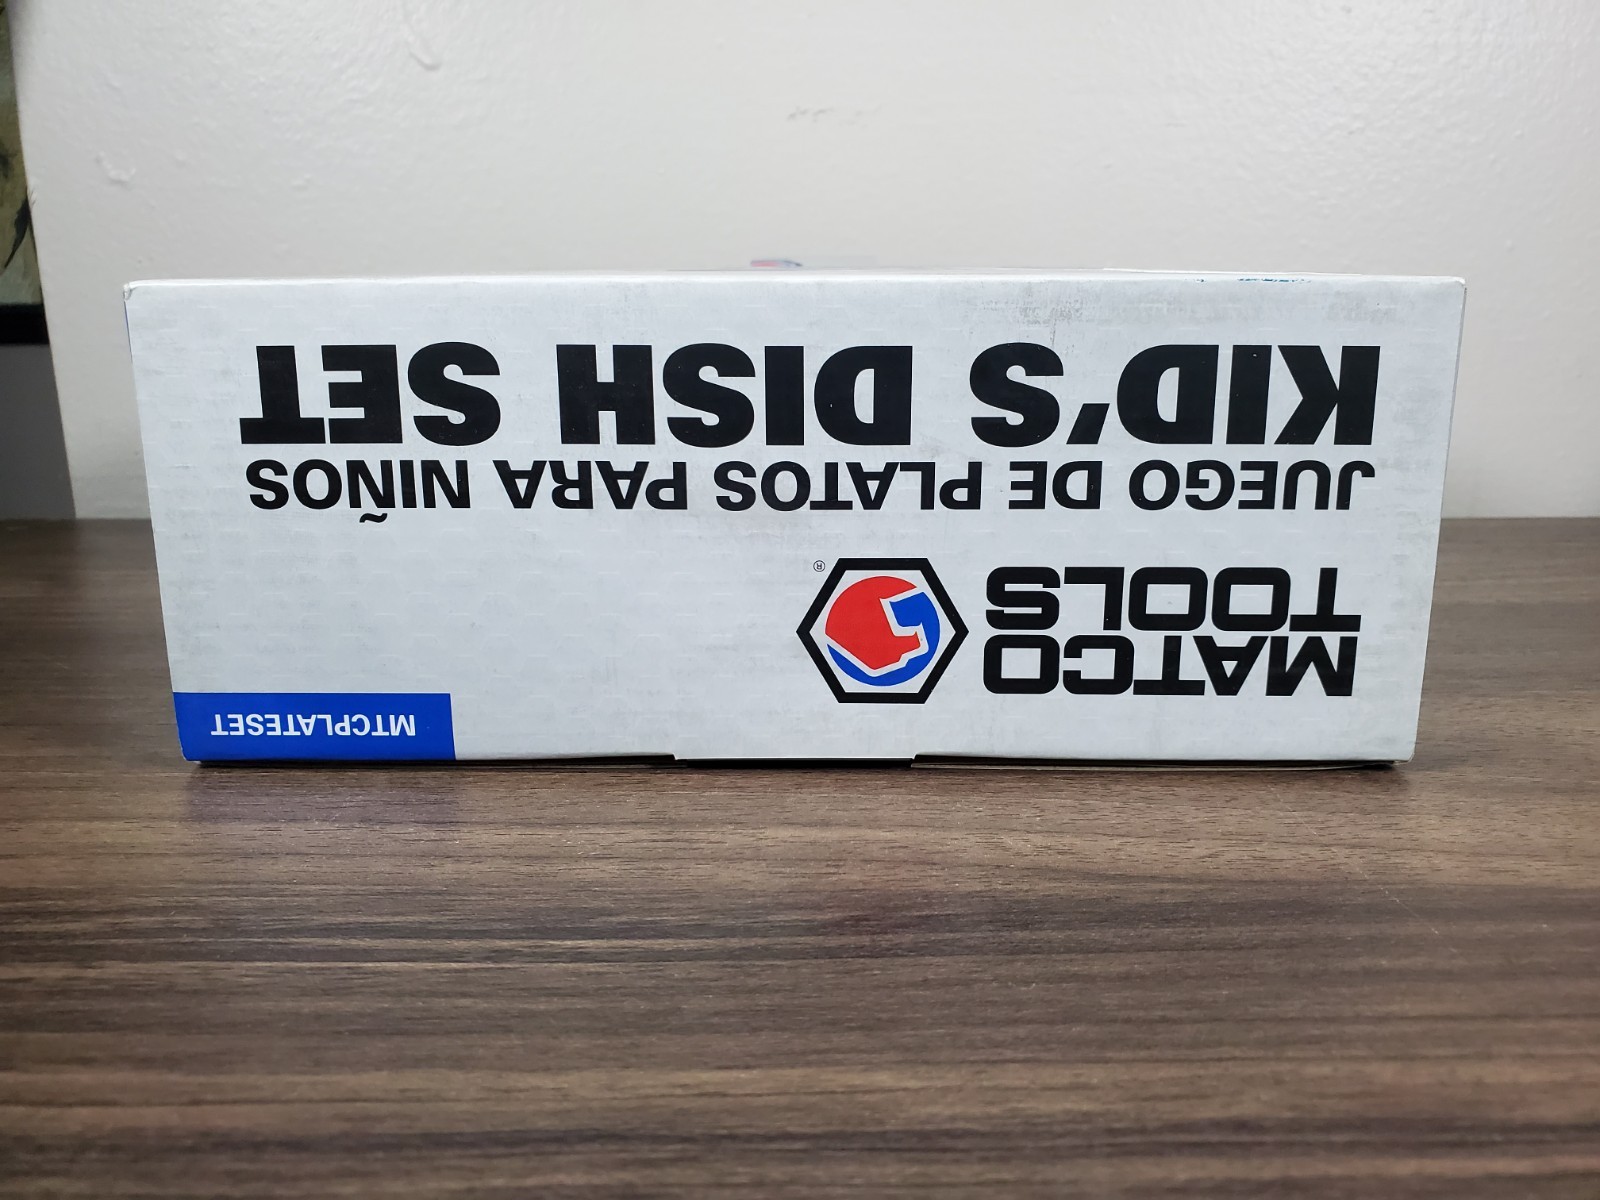 MTCPLATESET
MATCO
TOOLS
®
JUEGO DE PLATOS PARA NIÑOS
KID'S DISH SET